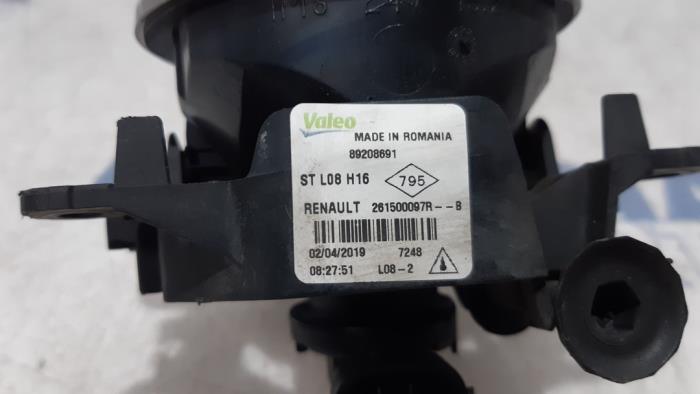 Valeo
MADE IN ROMANIA
89208691
ST L08 H16 795
RENAULT 261500097R--B
02/04/2019 7248
08:27:51 L08-2